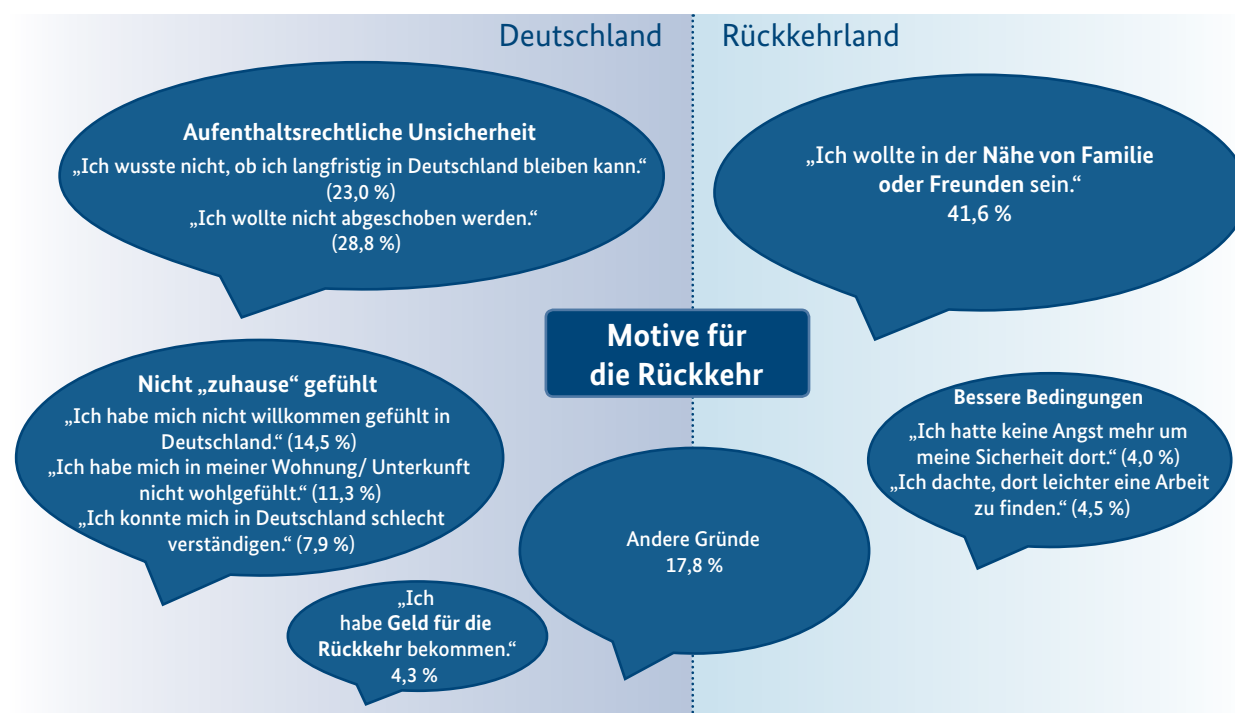 Deutschland
Rückkehrland
Aufenthaltsrechtliche Unsicherheit
„Ich wusste nicht, ob ich langfristig in Deutschland bleiben kann.“
(23,0 %)
„Ich wollte nicht abgeschoben werden.“
(28,8 %)
„Ich wollte in der Nähe von Familie
oder Freunden sein.“
41,6 %
Motive für
die Rückkehr
Nicht „zuhause“ gefühlt
„Ich habe mich nicht willkommen gefühlt in
Deutschland.“ (14,5 %)
„Ich habe mich in meiner Wohnung/ Unterkunft
nicht wohlgefühlt.“ (11,3 %)
„Ich konnte mich in Deutschland schlecht
verständigen.“ (7,9 %)
Bessere Bedingungen
„Ich hatte keine Angst mehr um
meine Sicherheit dort.“ (4,0 %)
„Ich dachte, dort leichter eine Arbeit
zu finden.“ (4,5 %)
Andere Gründe
17,8 %
„Ich
habe Geld für die
Rückkehr bekommen.“
4,3 %